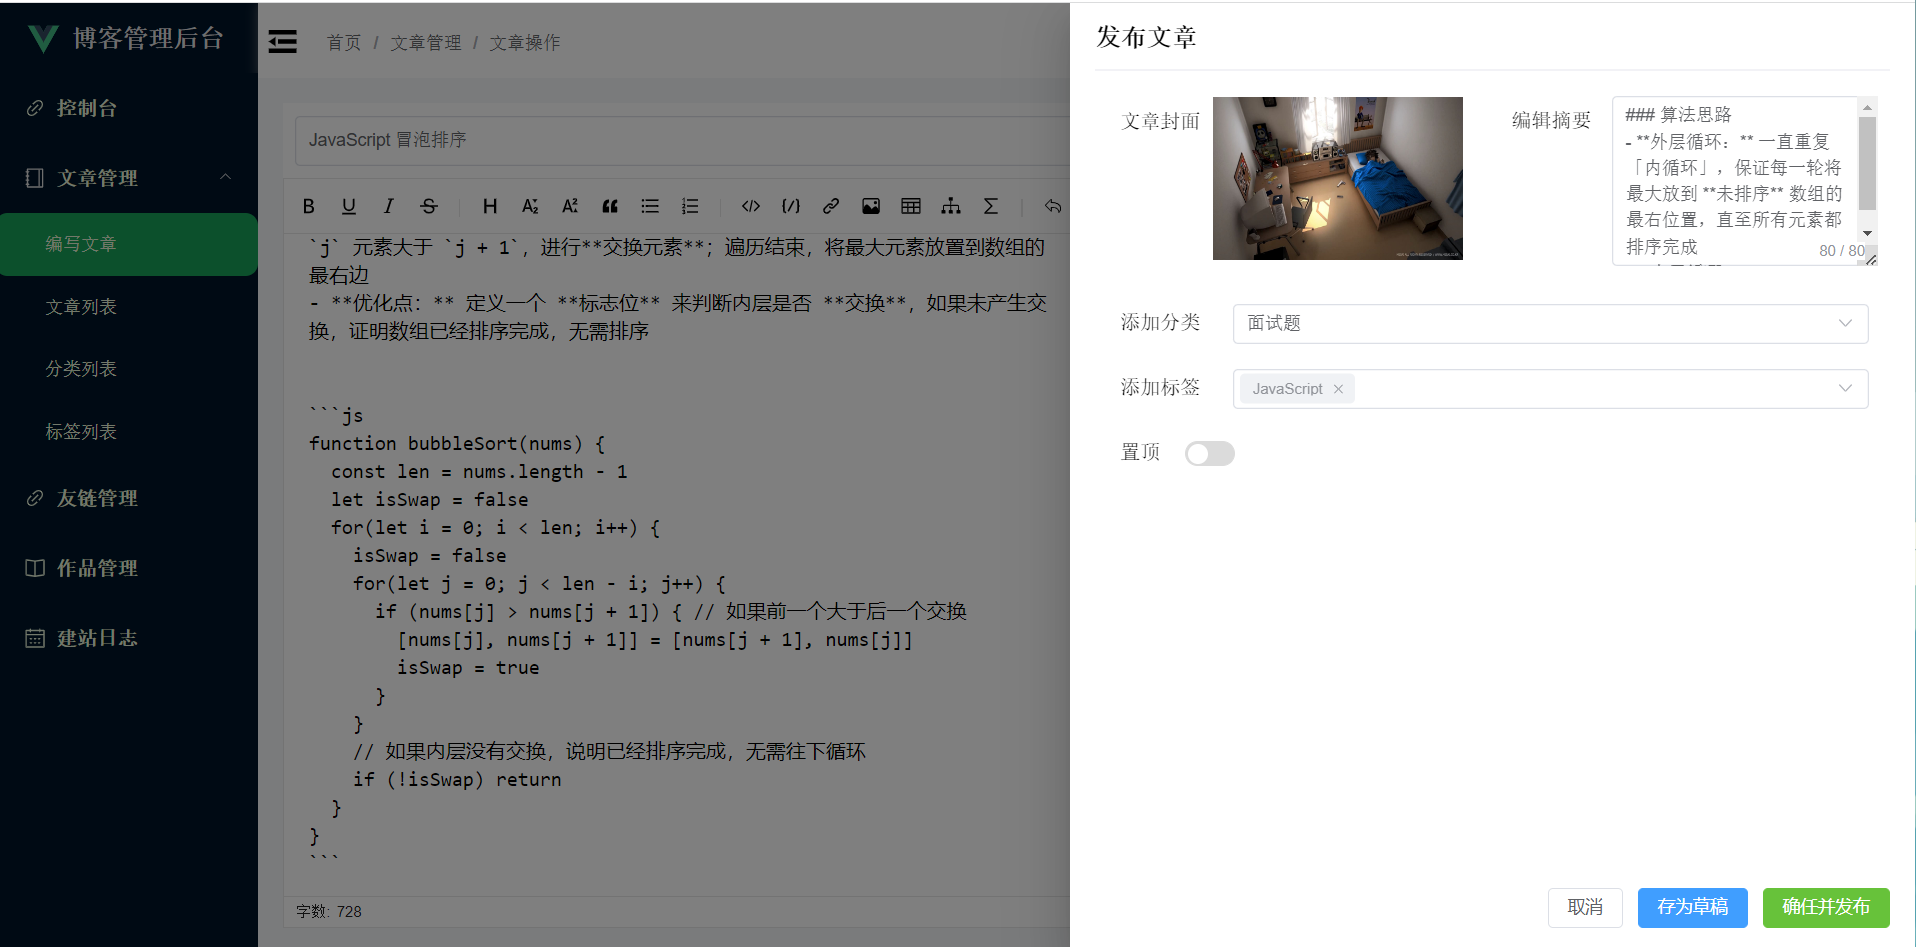 博客管理后台
控制台
文章管理
编写文章
文章列表
分类列表
标签列表
友链管理
作品管理
建站日志
首页 / 文章管理 / 文章操作
JavaScript 冒泡排序
`j` 元素大于 `j + 1`，进行**交换元素**；遍历结束，将最大元素放置到数组的
最右边
- **优化点：** 定义一个 **标志位** 来判断内层是否 **交换**，如果未产生交
换，证明数组已经排序完成，无需排序
```js
function bubbleSort(nums) {
  const len = nums.length - 1
  let isSwap = false
  for(let i = 0; i < len; i++) {
    isSwap = false
    for(let j = 0; j < len - i; j++) {
      if (nums[j] > nums[j + 1]) { // 如果前一个大于后一个交换
        [nums[j], nums[j + 1]] = [nums[j + 1], nums[j]]
        isSwap = true
      }
    }
    // 如果内层没有交换，说明已经排序完成，无需往下循环
    if (!isSwap) return
  }
}
```
字数: 728
发布文章
文章封面
编辑摘要
### 算法思路
- **外层循环：** 一直重复
「内循环」，保证每一轮将
最大放到 **未排序** 数组的
最右位置，直至所有元素都
排序完成
80 / 80
添加分类
面试题
添加标签
JavaScript
置顶
取消
存为草稿
确任并发布